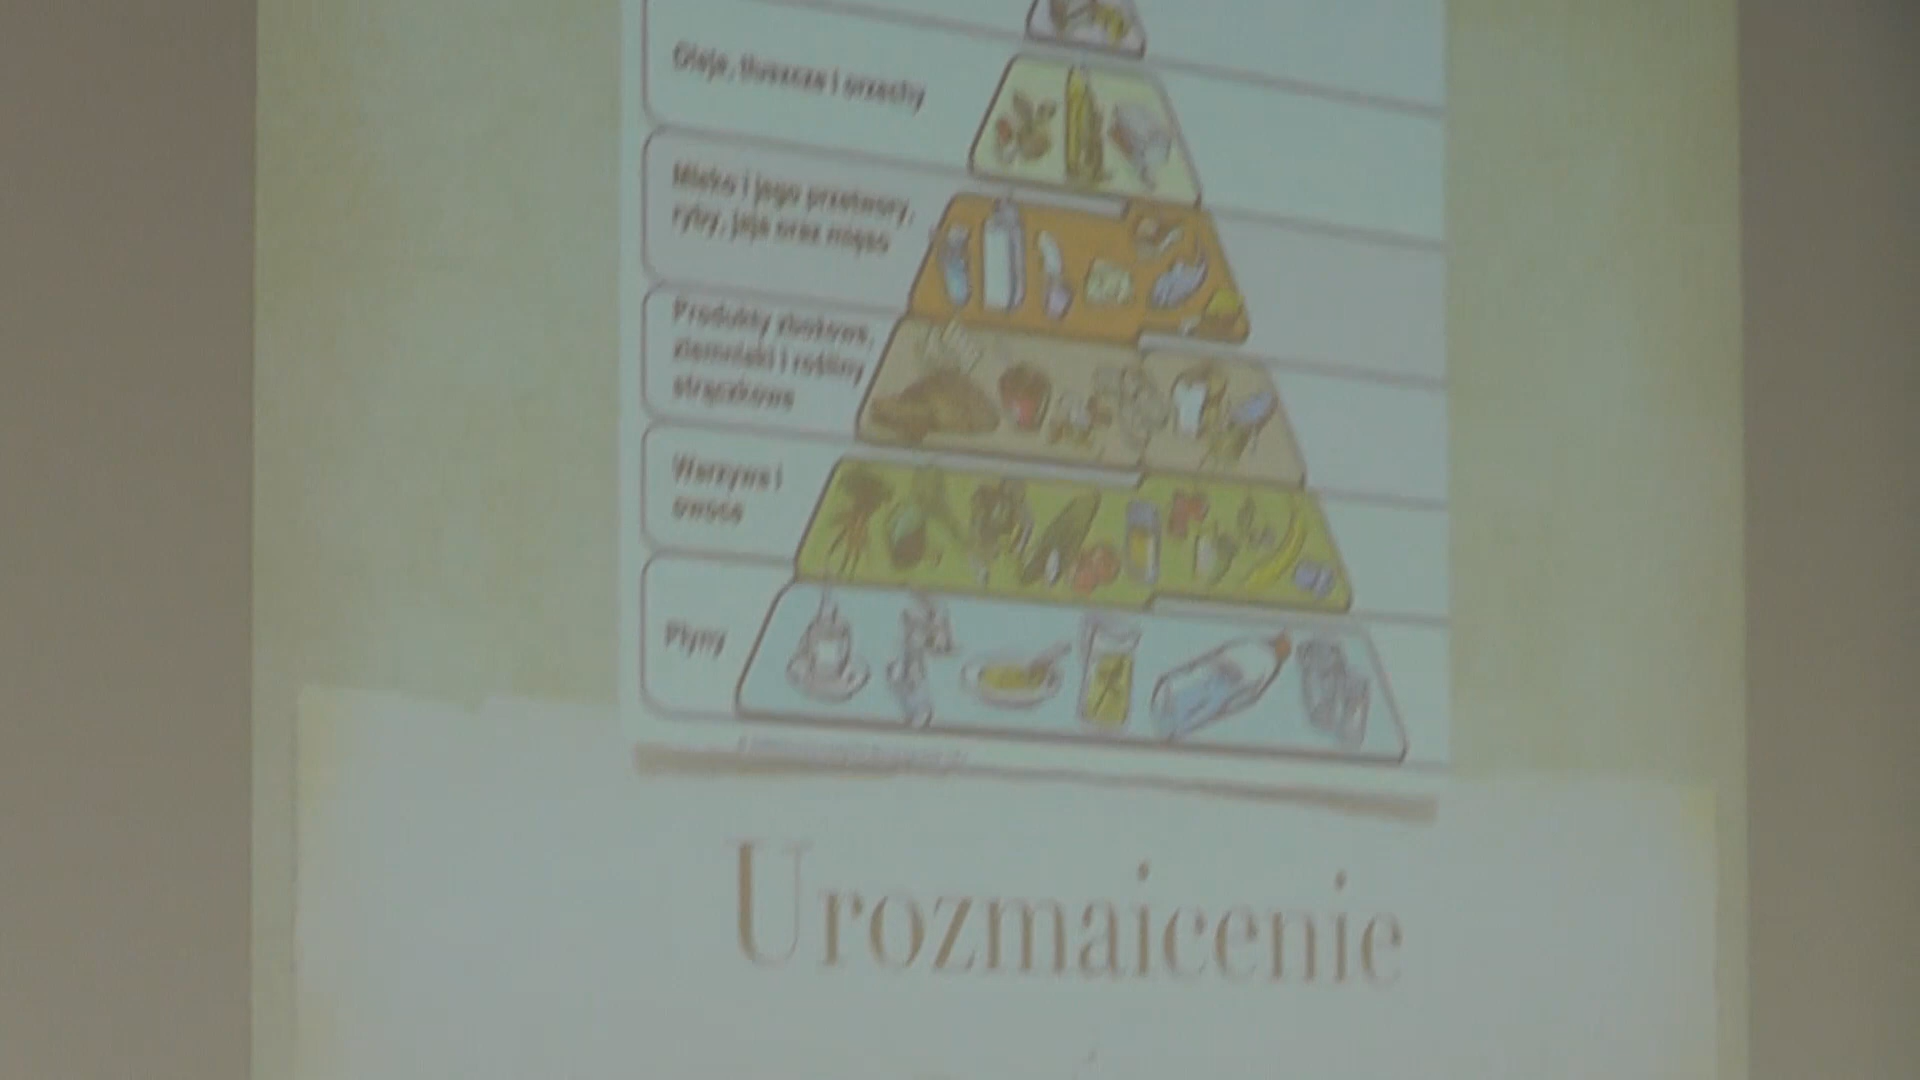 Oleje, tłuszcze i orzechy
Mleko i jego przetwory,
ryby, jaja oraz mięso
Produkty zbożowe,
ziemniaki i rośliny
strączkowe
Warzywa i
owoce
Płyny
Urozmaicenie